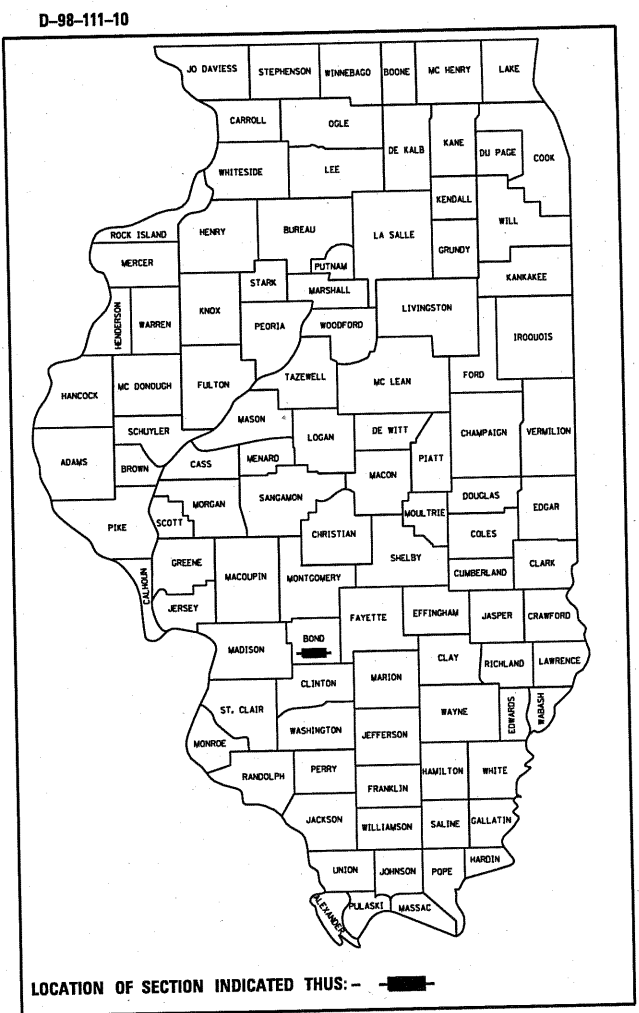 D-98-111-10
JO DAVIESS STEPHENSON WINNEBAGO BOONE MC HENRY LAKE
CARROLL OGLE
DE KALB KANE DU PAGE COOK
WHITESIDE LEE
KENDALL
WILL
ROCK ISLAND HENRY BUREAU LA SALLE
GRUNDY
MERCER PUTNAM
KANKAKEE
STARK MARSHALL
HENDERSON WARREN KNOX PEORIA WOODFORD LIVINGSTON IROQUOIS
FORD
HANCOCK MC DONOUGH FULTON TAZEWELL MC LEAN
MASON
SCHUYLER LOGAN DE WITT CHAMPAIGN VERMILION
ADAMS BROWN CASS MENARD PIATT
MACON
MORGAN SANGAMON DOUGLAS
PIKE SCOTT CHRISTIAN MOULTRIE EDGAR
COLES
SHELBY
CALHOUN GREENE MACOUPIN MONTGOMERY CUMBERLAND CLARK
JERSEY FAYETTE EFFINGHAM JASPER CRAWFORD
MADISON BOND
CLAY RICHLAND LAWRENCE
CLINTON MARION
ST. CLAIR WAYNE EDWARDS WABASH
WASHINGTON JEFFERSON
MONROE
RANDOLPH PERRY HAMILTON WHITE
FRANKLIN
JACKSON WILLIAMSON SALINE GALLATIN
HARDIN
UNION JOHNSON POPE
ALEXANDER PULASKI MASSAC
LOCATION OF SECTION INDICATED THUS: -